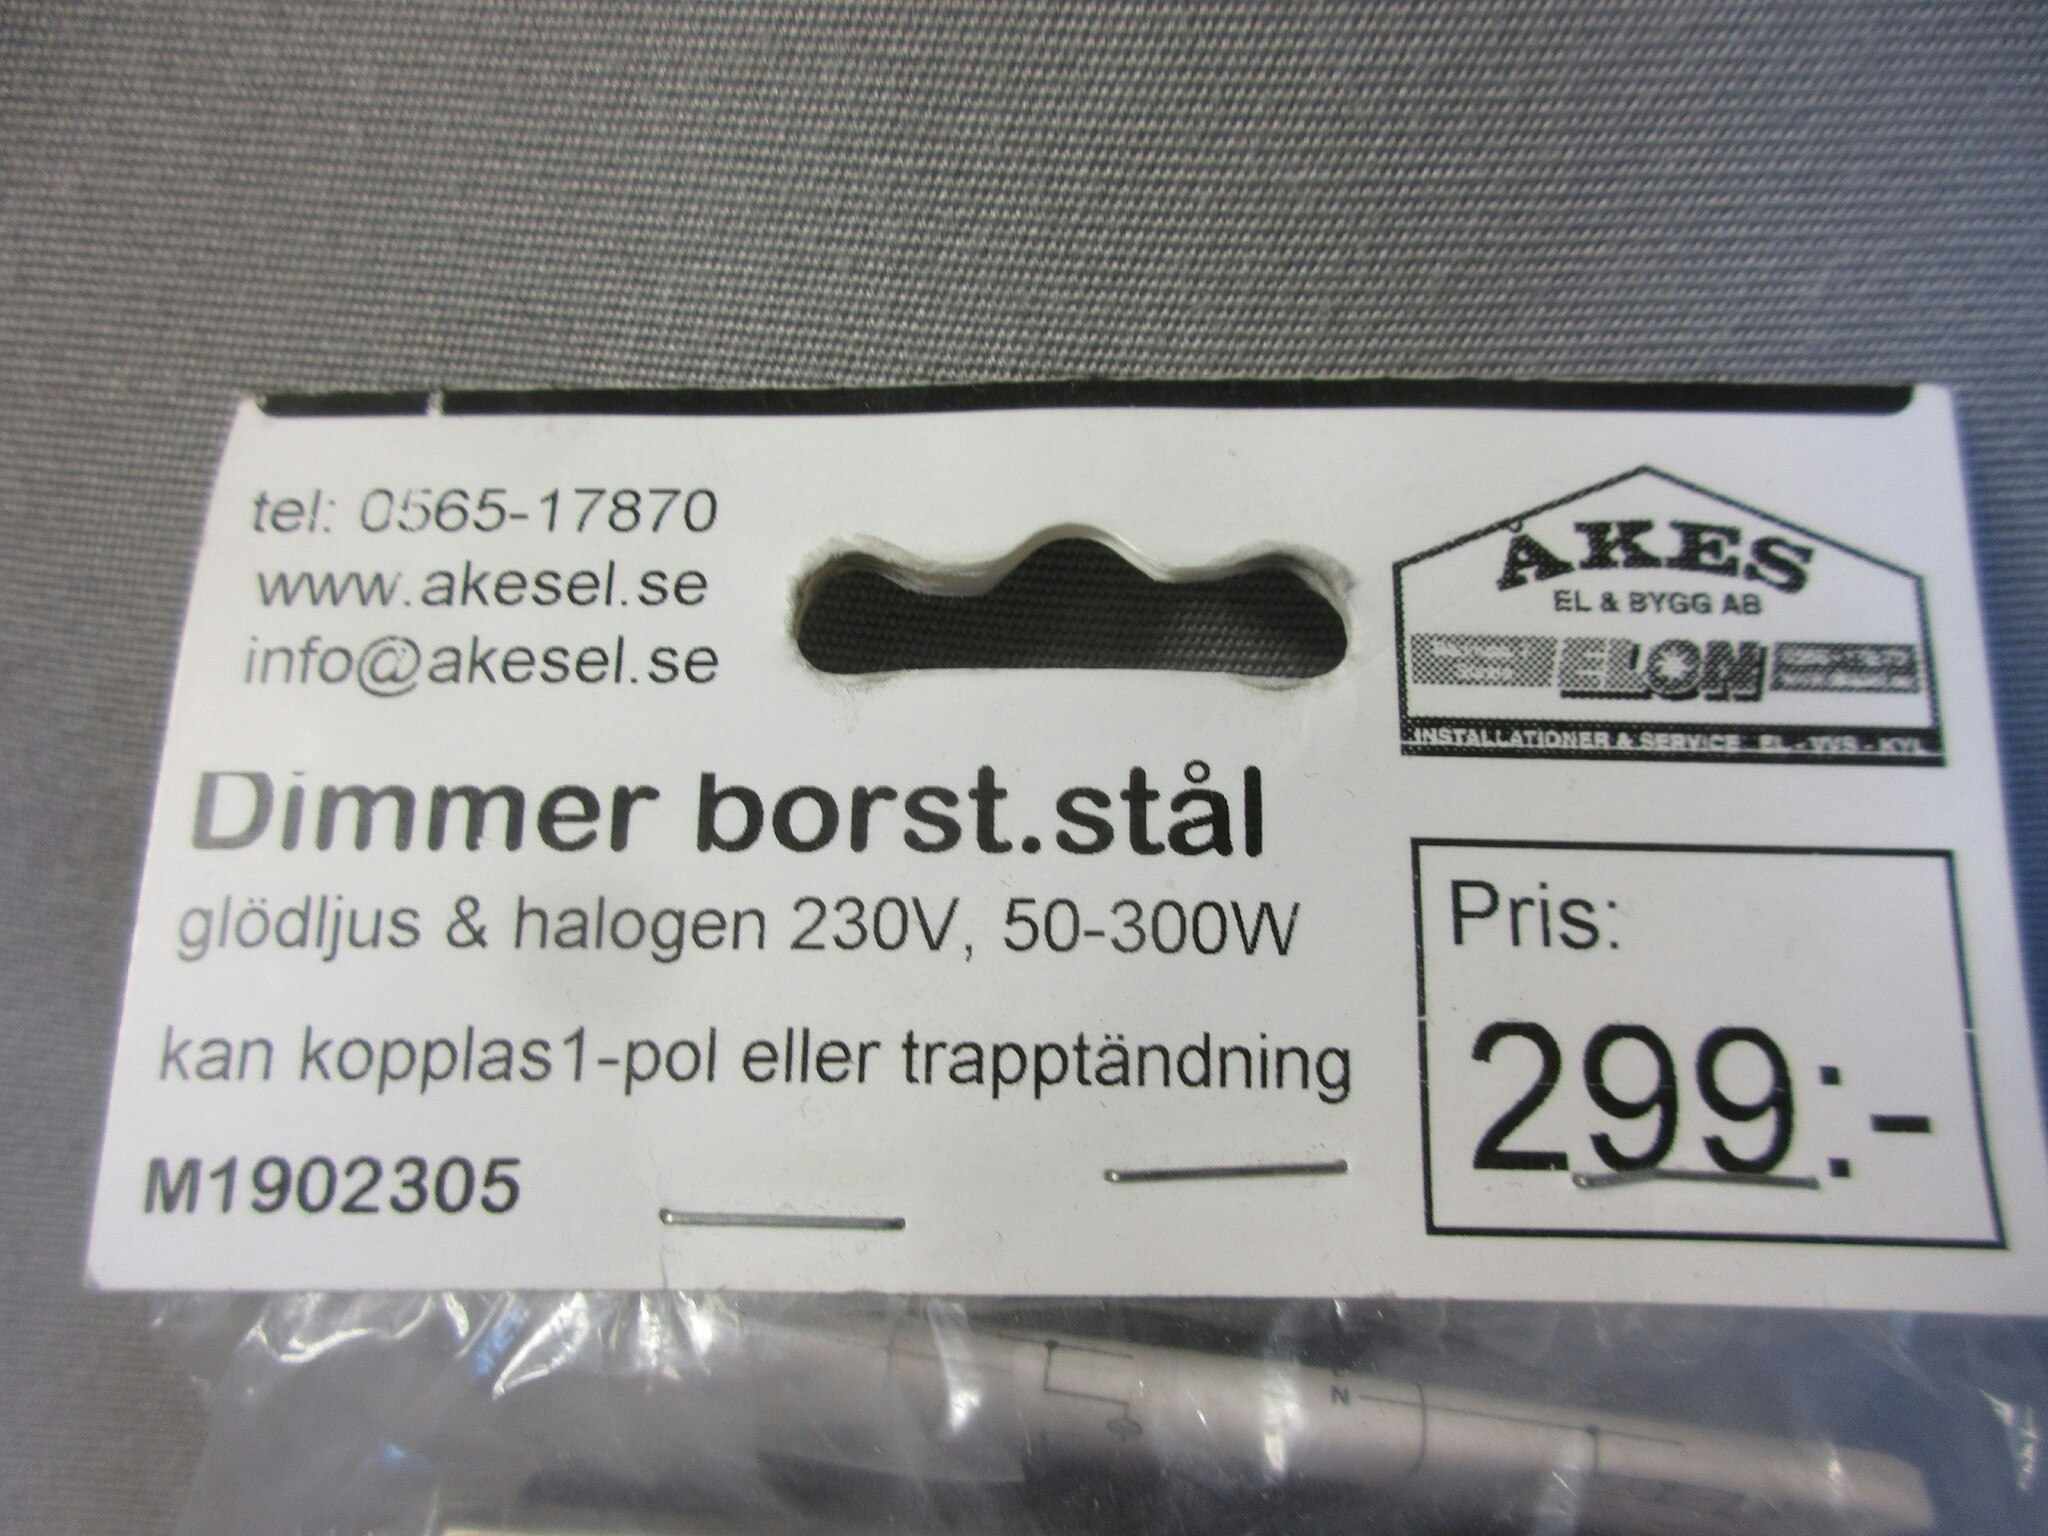 tel: 0565-17870
www.akesel.se
info@akesel.se
ÅKES
EL & BYGG AB
ELON
INSTALLATIONER & SERVICE EL - VVS - KYL
Dimmer borst.stål
glödljus & halogen 230V, 50-300W
kan kopplas1-pol eller trapptändning
M1902305
Pris:
299:-
N